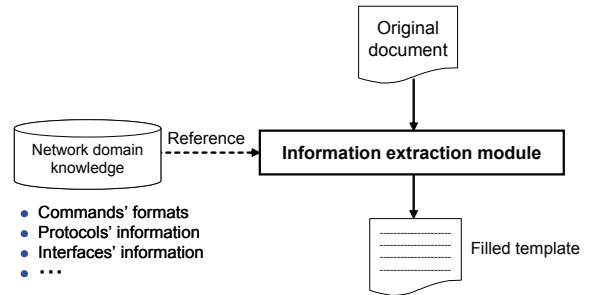 Original
document
Reference
Network domain
knowledge
Information extraction module
• Commands’ formats
• Protocols’ information
• Interfaces’ information
• ···
Filled template